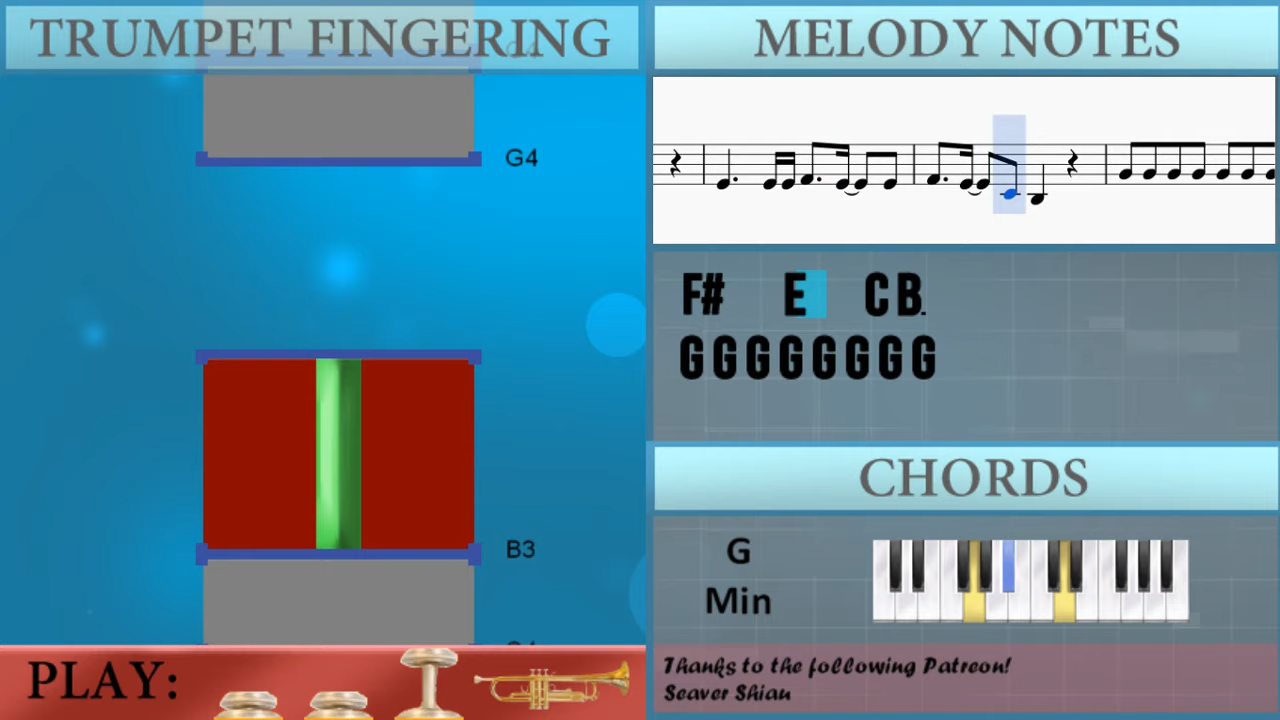 TRUMPET FINGERING
G4
B3
PLAY:
MELODY NOTES
F# E C B.
G G G G G G G G
CHORDS
G
Min
Thanks to the following Patreon!
Seaver Shiau